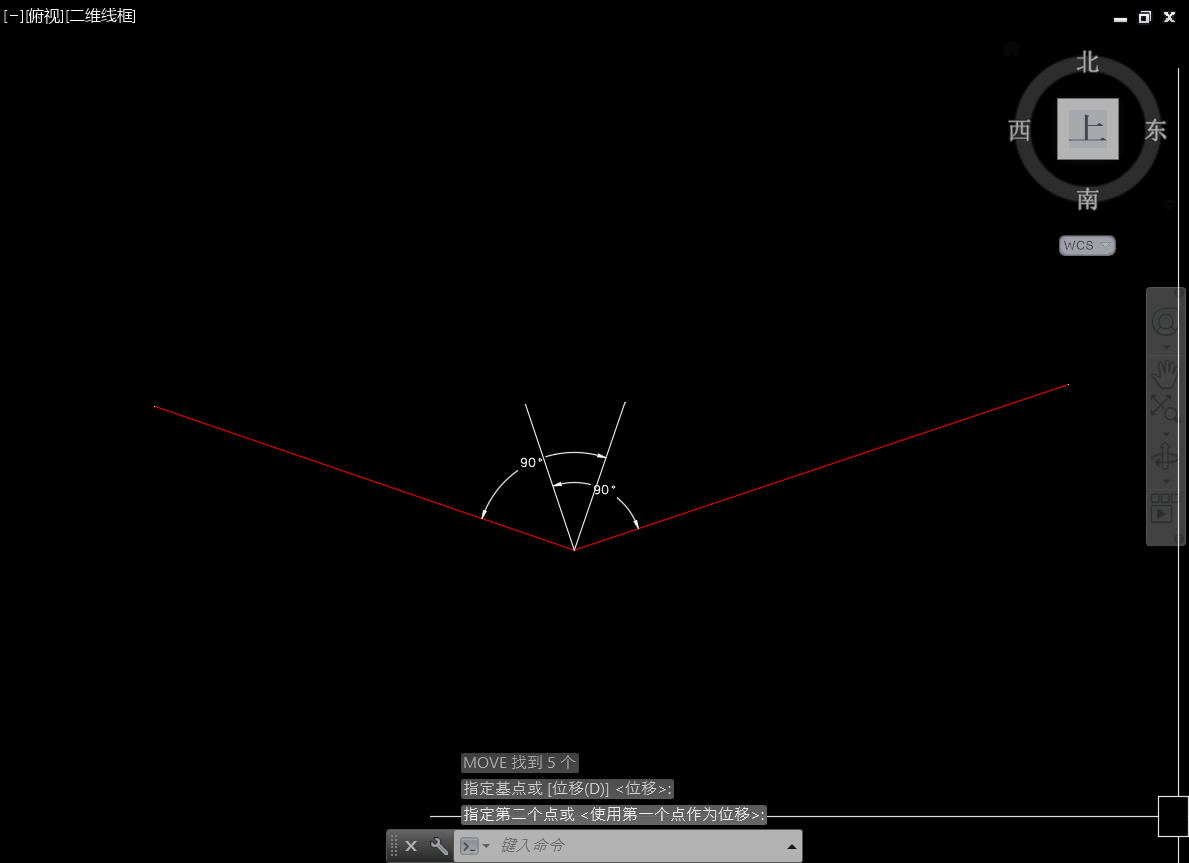 [−][俯视][二维线框]
北
西
上
东
南
WCS
90°
90°
MOVE 找到 5 个
指定基点或 [位移(D)] <位移>:
指定第二个点或 <使用第一个点作为位移>:
键入命令